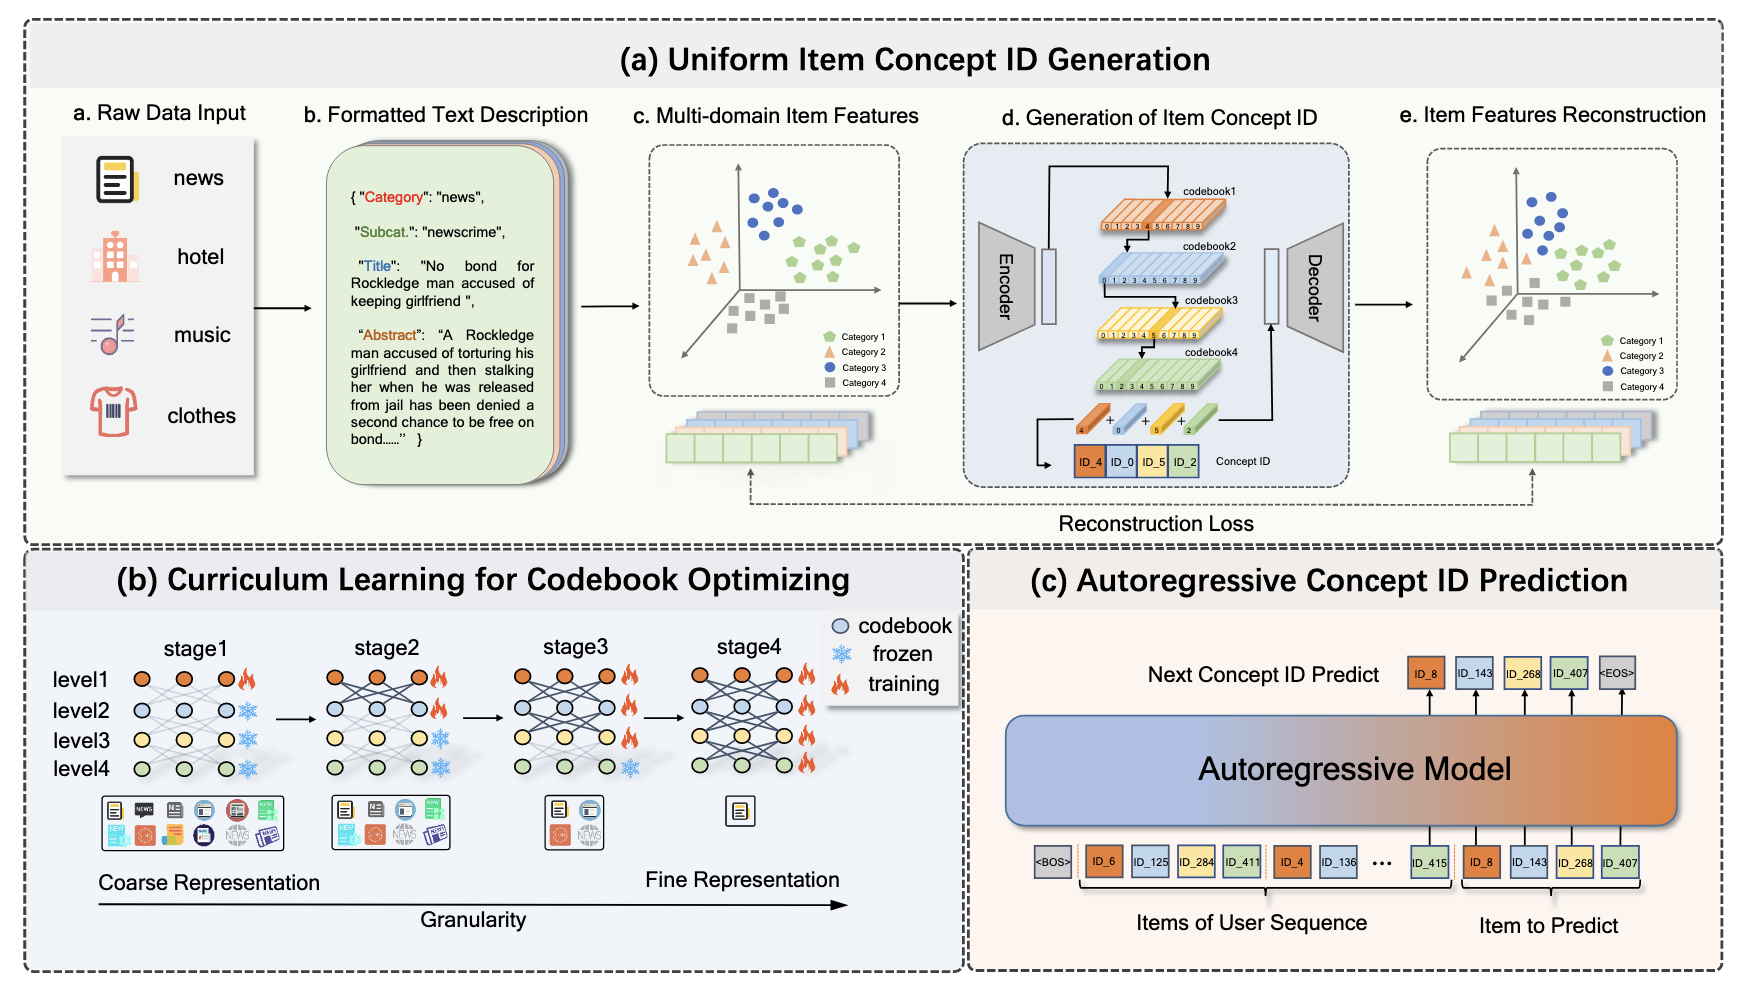 (a) Uniform Item Concept ID Generation
a. Raw Data Input
news
hotel
music
clothes
b. Formatted Text Description
{ "Category": "news",
"Subcat.": "newscrime",
"Title": "No bond for
Rockledge man accused of
keeping girlfriend ",
"Abstract": "A Rockledge
man accused of torturing his
girlfriend and then stalking
her when he was released
from jail has been denied a
second chance to be free on
bond......" }
c. Multi-domain Item Features
Category 1
Category 2
Category 3
Category 4
d. Generation of Item Concept ID
Encoder
codebook1
0 1 2 3 4 5 6 7 8 9
codebook2
0 1 2 3 4 5 6 7 8 9
codebook3
0 1 2 3 4 5 6 7 8 9
codebook4
0 1 2 3 4 5 6 7 8 9
4 + 0 + 5 + 2
ID_4 ID_0 ID_5 ID_2
Concept ID
Decoder
e. Item Features Reconstruction
Category 1
Category 2
Category 3
Category 4
Reconstruction Loss
(b) Curriculum Learning for Codebook Optimizing
codebook
frozen
training
stage1 stage2 stage3 stage4
level1
level2
level3
level4
Coarse Representation
Fine Representation
Granularity
(c) Autoregressive Concept ID Prediction
Next Concept ID Predict
ID_8 ID_143 ID_268 ID_407 <EOS>
Autoregressive Model
<BOS> ID_6 ID_125 ID_284 ID_411 ID_4 ID_136 ... ID_415 ID_8 ID_143 ID_268 ID_407
Items of User Sequence
Item to Predict